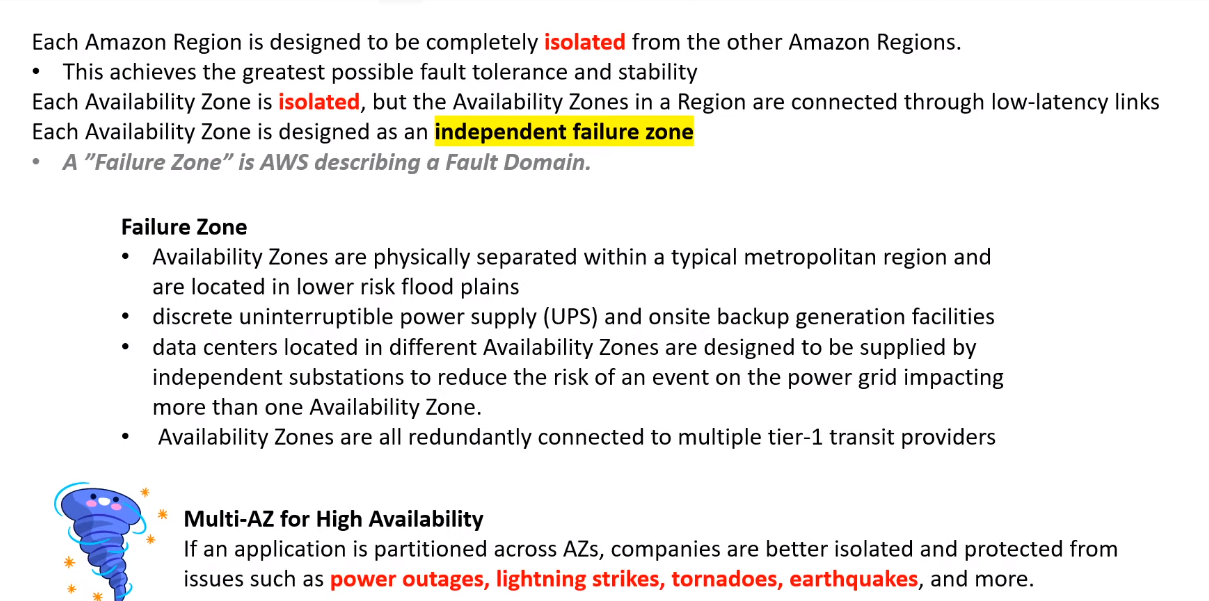 Each Amazon Region is designed to be completely isolated from the other Amazon Regions.
• This achieves the greatest possible fault tolerance and stability
Each Availability Zone is isolated, but the Availability Zones in a Region are connected through low-latency links
Each Availability Zone is designed as an independent failure zone
• A ”Failure Zone” is AWS describing a Fault Domain.
Failure Zone
• Availability Zones are physically separated within a typical metropolitan region and
are located in lower risk flood plains
• discrete uninterruptible power supply (UPS) and onsite backup generation facilities
• data centers located in different Availability Zones are designed to be supplied by
independent substations to reduce the risk of an event on the power grid impacting
more than one Availability Zone.
• Availability Zones are all redundantly connected to multiple tier-1 transit providers
Multi-AZ for High Availability
If an application is partitioned across AZs, companies are better isolated and protected from
issues such as power outages, lightning strikes, tornadoes, earthquakes, and more.